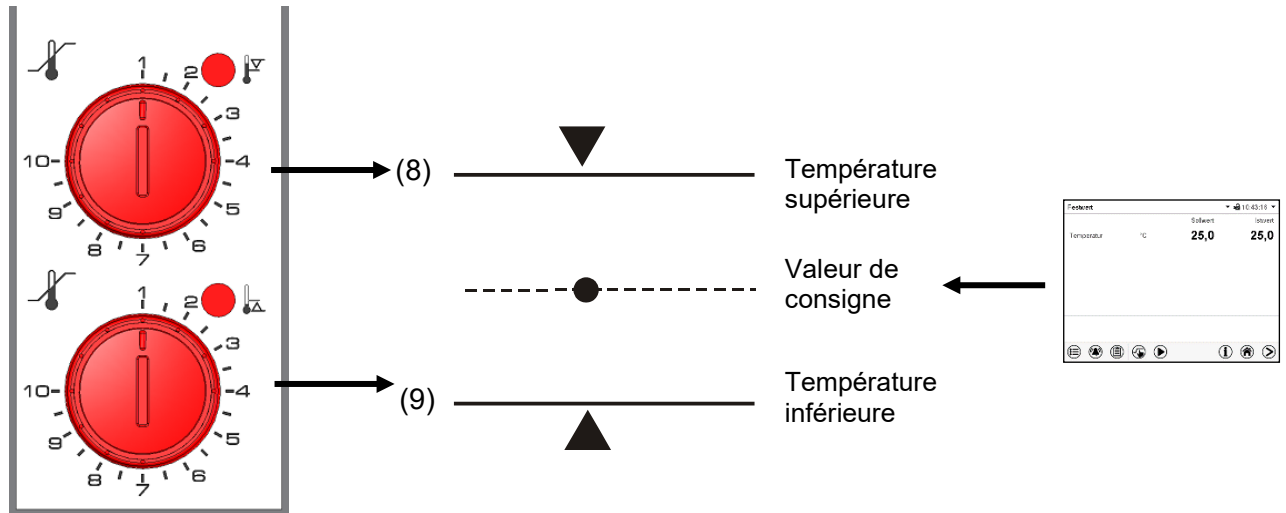 1
2
3
4
5
6
7
8
9
10
(8)
Température
supérieure
Festwert
10:43:16
Sollwert
Istwert
Temperatur
°C
25,0
25,0
Valeur de
consigne
1
2
3
4
5
6
7
8
9
10
(9)
Température
inférieure